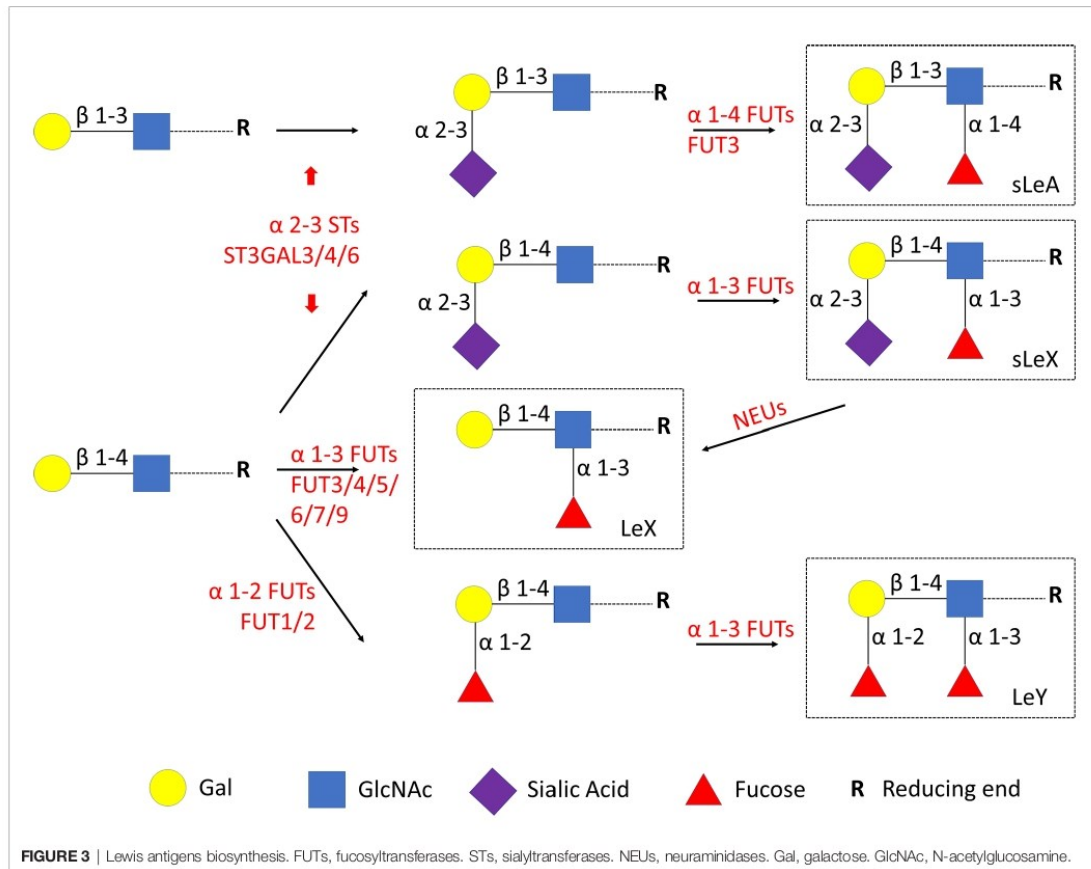 β 1-3
R
α 2-3 STs
ST3GAL3/4/6
β 1-3
R
α 2-3
α 1-4 FUTs
FUT3
β 1-3
R
α 2-3
α 1-4
sLeA
β 1-4
R
α 2-3
α 1-3 FUTs
β 1-4
R
α 2-3
α 1-3
sLeX
NEUs
β 1-4
R
α 1-3 FUTs
FUT3/4/5/
6/7/9
β 1-4
R
α 1-3
LeX
α 1-2 FUTs
FUT1/2
β 1-4
R
α 1-2
α 1-3 FUTs
β 1-4
R
α 1-2
α 1-3
LeY
Gal
GlcNAc
Sialic Acid
Fucose
R Reducing end
FIGURE 3 | Lewis antigens biosynthesis. FUTs, fucosyltransferases. STs, sialyltransferases. NEUs, neuraminidases. Gal, galactose. GlcNAc, N-acetylglucosamine.